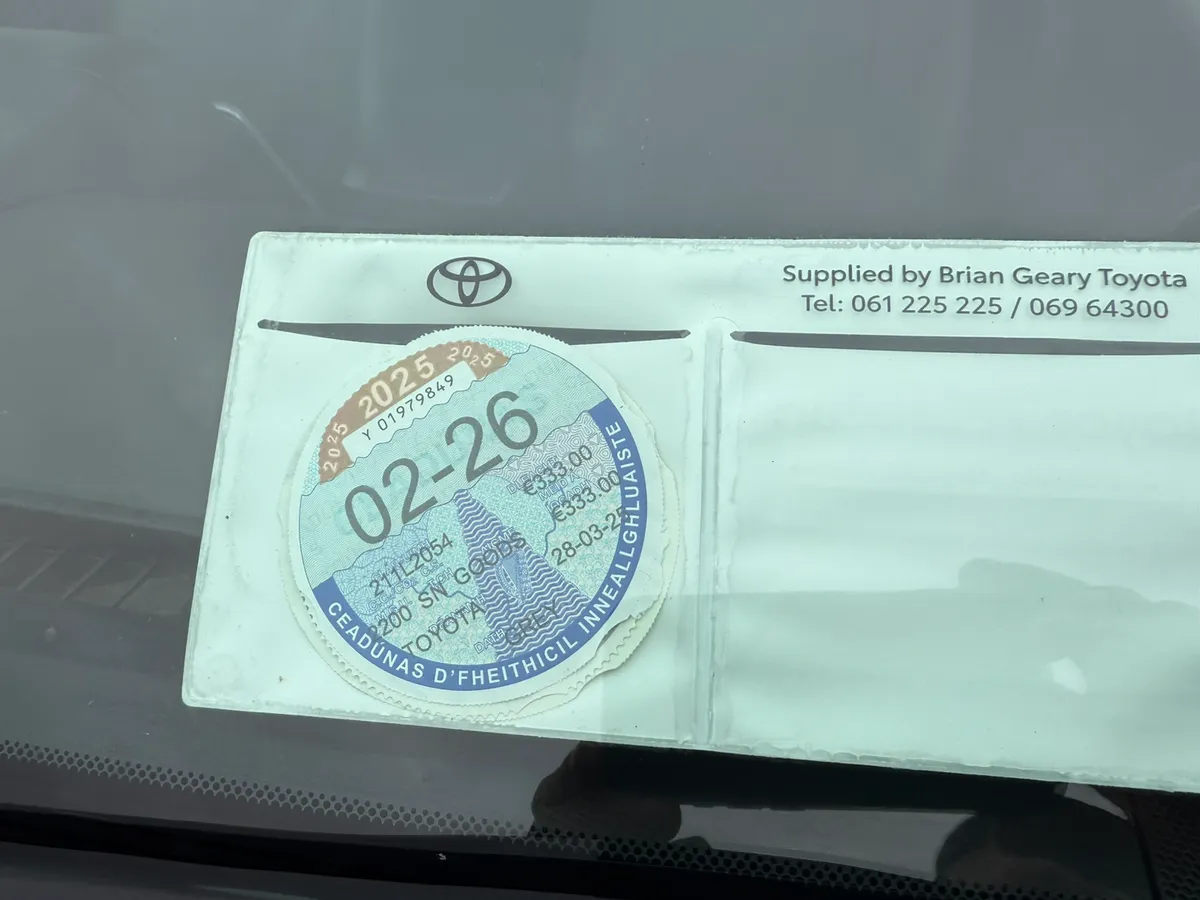 Supplied by Brian Geary Toyota
Tel: 061 225 225 / 069 64300
2025 2025 2025
Y 01979849
02-26
€333.00
€333.00
28-03-25
211L2054
2200 SN GOODS
TOYOTA GREY
CEADÚNAS D'FHEITHICIL INNEALLGHLUAISTE